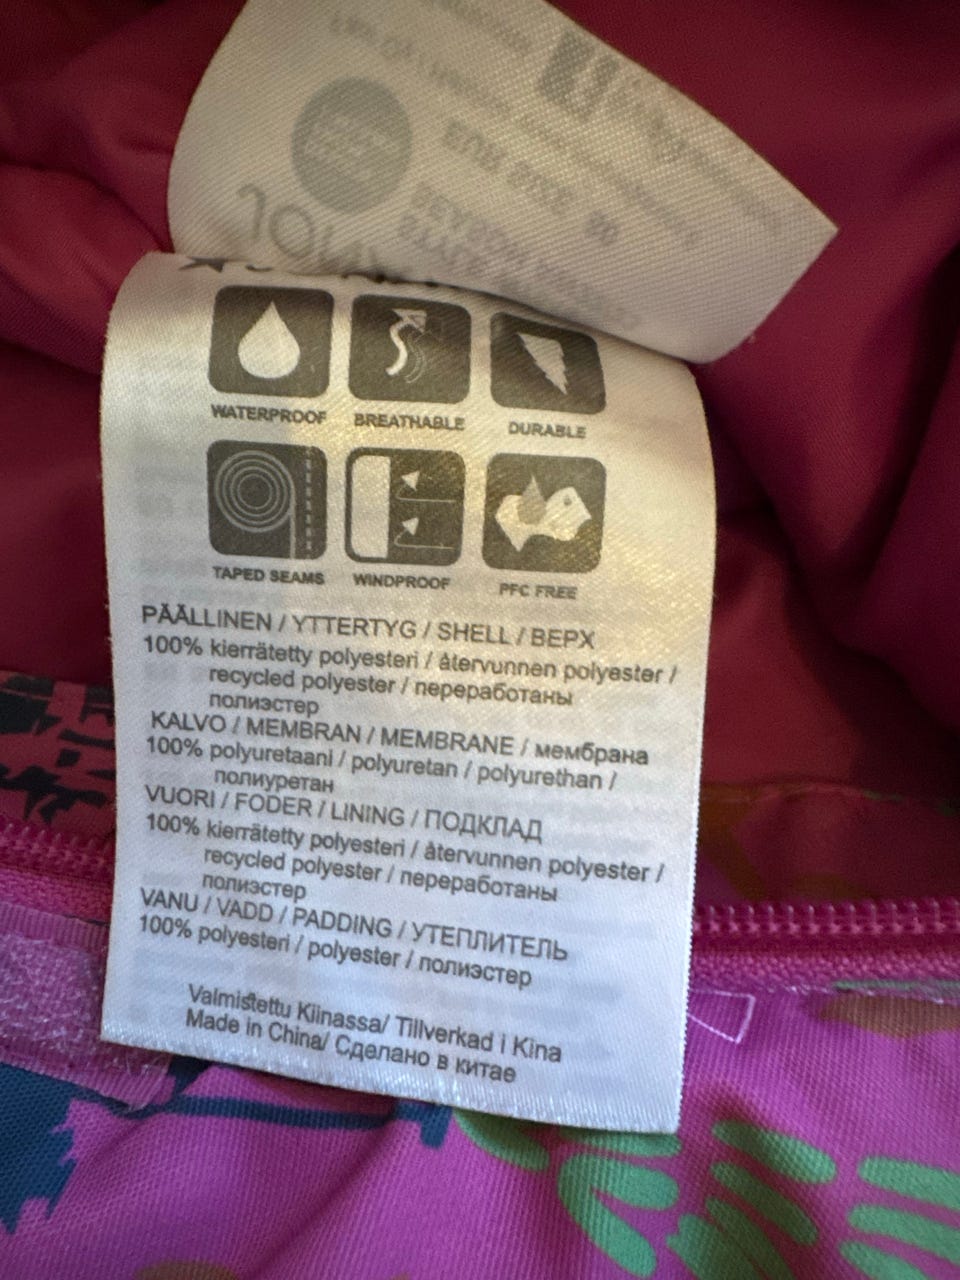 WATERPROOF BREATHABLE DURABLE
TAPED SEAMS WINDPROOF PFC FREE
PÄÄLLINEN / YTTERTYG / SHELL / ВЕРХ
100% kierrätetty polyesteri / återvunnen polyester /
recycled polyester / переработаны
полиэстер
KALVO / MEMBRAN / MEMBRANE / мембрана
100% polyuretaani / polyuretan / polyurethan /
полиуретан
VUORI / FODER / LINING / ПОДКЛАД
100% kierrätetty polyesteri / återvunnen polyester /
recycled polyester / переработаны
полиэстер
VANU / VADD / PADDING / УТЕПЛИТЕЛЬ
100% polyesteri / polyester / полиэстер
Valmistettu Kiinassa/ Tillverkad i Kina
Made in China/ Сделано в китае